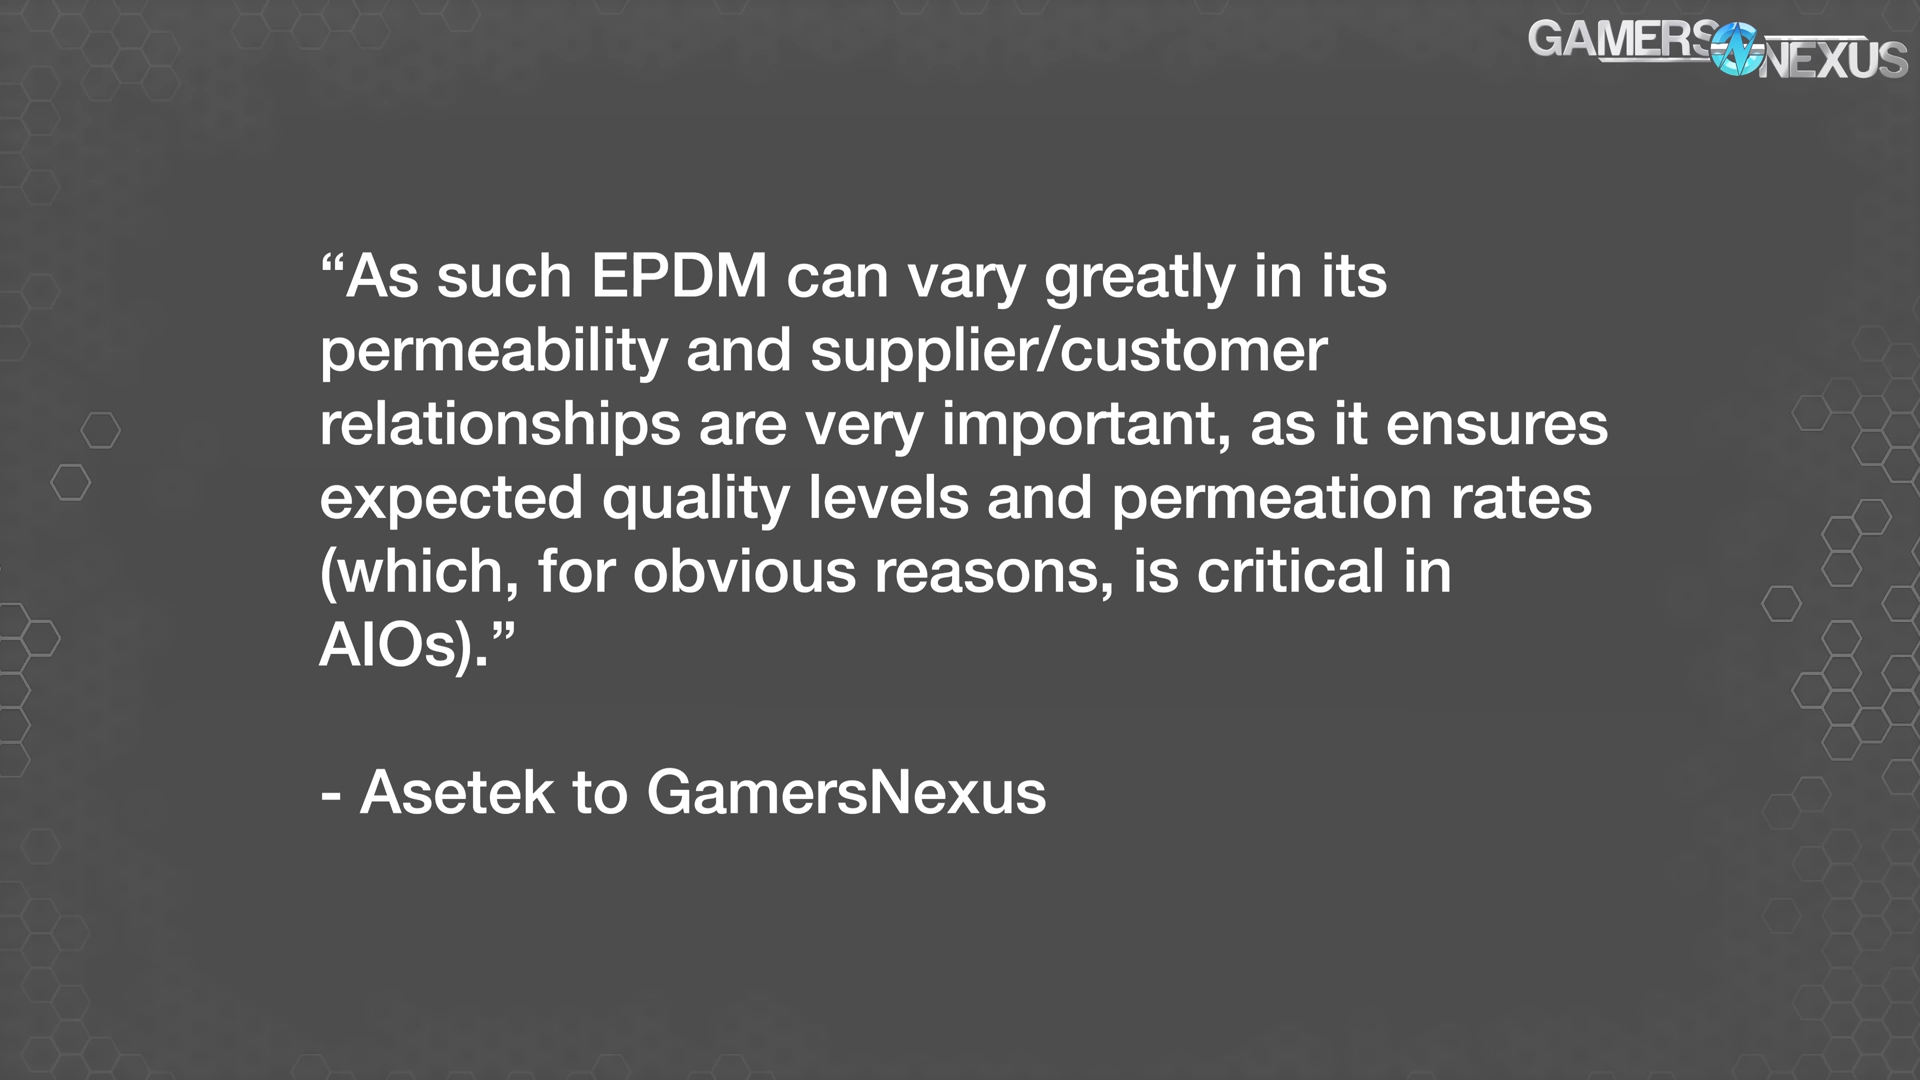 GAMERS NEXUS
“As such EPDM can vary greatly in its
permeability and supplier/customer
relationships are very important, as it ensures
expected quality levels and permeation rates
(which, for obvious reasons, is critical in
AIOs).”
- Asetek to GamersNexus